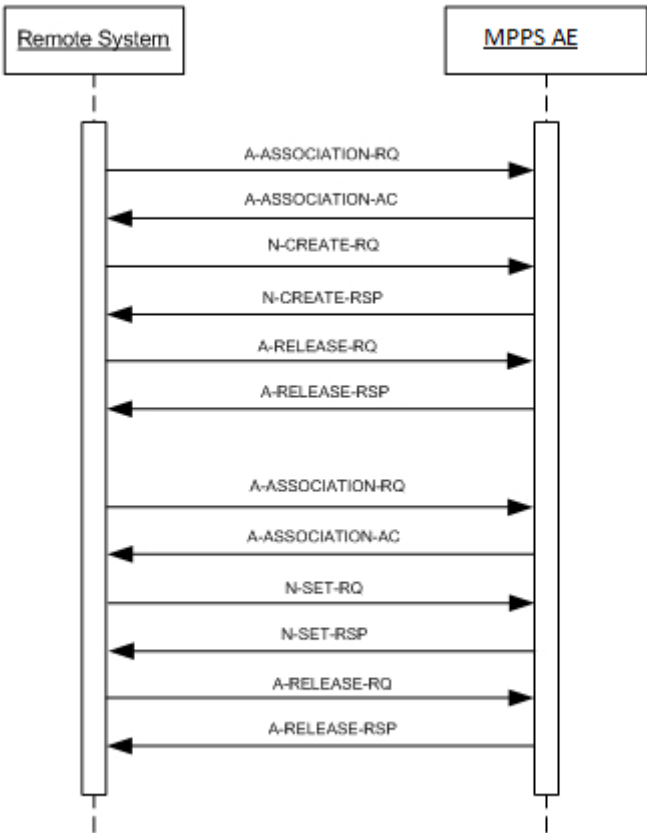 Remote System
MPPS AE
A-ASSOCIATION-RQ
A-ASSOCIATION-AC
N-CREATE-RQ
N-CREATE-RSP
A-RELEASE-RQ
A-RELEASE-RSP
A-ASSOCIATION-RQ
A-ASSOCIATION-AC
N-SET-RQ
N-SET-RSP
A-RELEASE-RQ
A-RELEASE-RSP